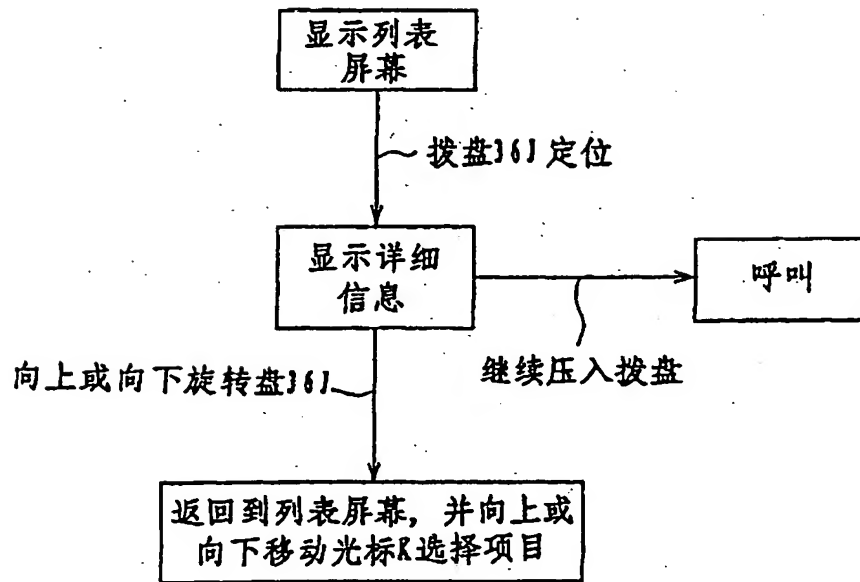 显示列表
屏幕
拨盘361定位
显示详细
信息
呼叫
继续压入拨盘
向上或向下旋转盘361
返回到列表屏幕，并向上或
向下移动光标R选择项目